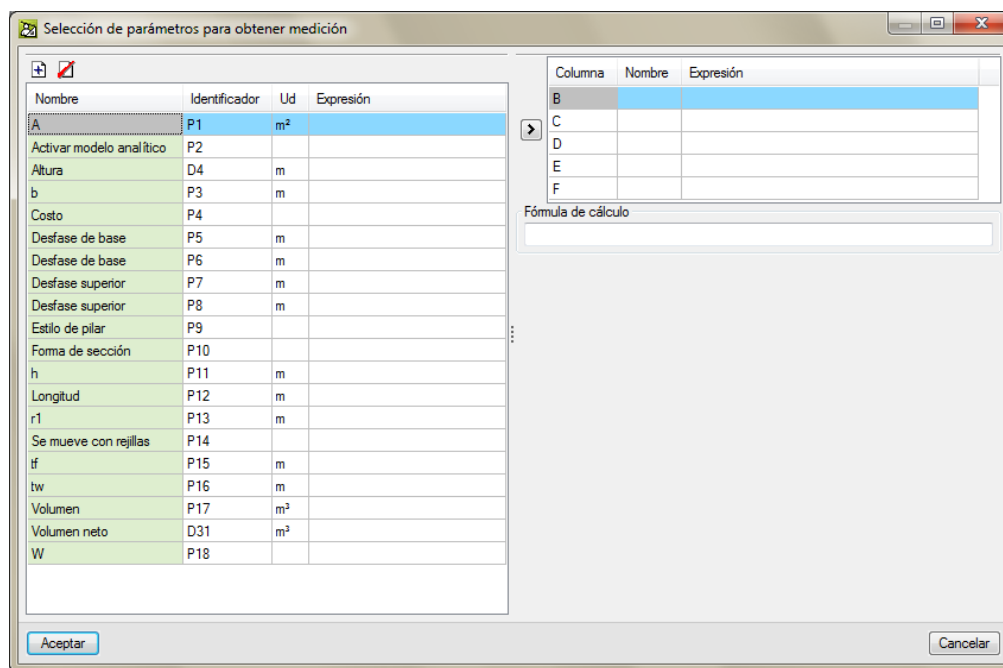 Selección de parámetros para obtener medición
Nombre Identificador Ud Expresión
A P1 m²
Activar modelo analítico P2
Altura D4 m
b P3 m
Costo P4
Desfase de base P5 m
Desfase de base P6 m
Desfase superior P7 m
Desfase superior P8 m
Estilo de pilar P9
Forma de sección P10
h P11 m
Longitud P12 m
r1 P13 m
Se mueve con rejillas P14
tf P15 m
tw P16 m
Volumen P17 m³
Volumen neto D31 m³
W P18
Columna Nombre Expresión
B
C
D
E
F
Fórmula de cálculo
Aceptar
Cancelar